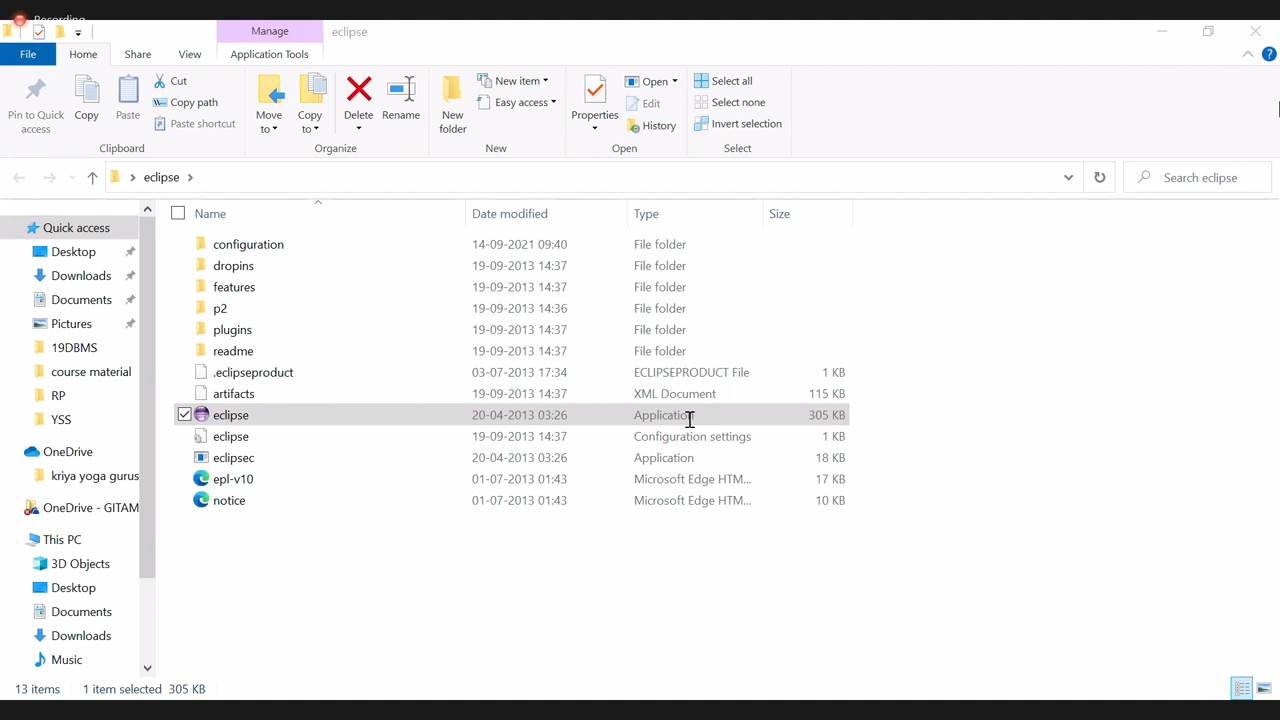 Recording
Manage
eclipse
File
Home
Share
View
Application Tools
Pin to Quick access
Copy
Paste
Cut
Copy path
Paste shortcut
Clipboard
Move to
Copy to
Delete
Rename
Organize
New folder
New item
Easy access
New
Properties
Open
Edit
History
Open
Select all
Select none
Invert selection
Select
eclipse
Search eclipse
Name Date modified Type Size
configuration 14-09-2021 09:40 File folder
dropins 19-09-2013 14:37 File folder
features 19-09-2013 14:37 File folder
p2 19-09-2013 14:36 File folder
plugins 19-09-2013 14:37 File folder
readme 19-09-2013 14:37 File folder
.eclipseproduct 03-07-2013 17:34 ECLIPSEPRODUCT File 1 KB
artifacts 19-09-2013 14:37 XML Document 115 KB
eclipse 20-04-2013 03:26 Application 305 KB
eclipse 19-09-2013 14:37 Configuration settings 1 KB
eclipsec 20-04-2013 03:26 Application 18 KB
epl-v10 01-07-2013 01:43 Microsoft Edge HTM... 17 KB
notice 01-07-2013 01:43 Microsoft Edge HTM... 10 KB
Quick access
Desktop
Downloads
Documents
Pictures
19DBMS
course material
RP
YSS
OneDrive
kriya yoga gurus
OneDrive - GITAM
This PC
3D Objects
Desktop
Documents
Downloads
Music
13 items 1 item selected 305 KB